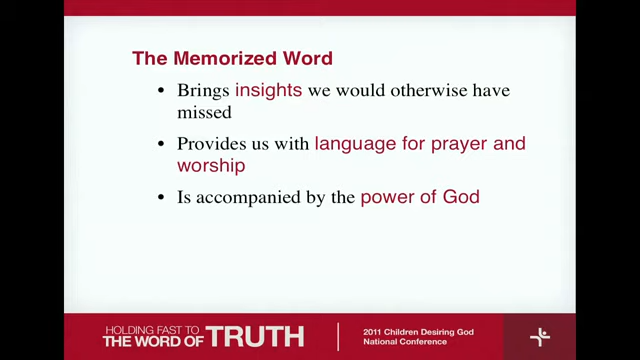 The Memorized Word
• Brings insights we would otherwise have
missed
• Provides us with language for prayer and
worship
• Is accompanied by the power of God
HOLDING FAST TO
THE WORD OF TRUTH
2011 Children Desiring God
National Conference